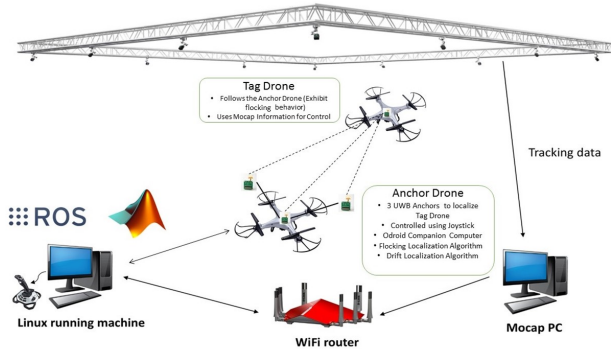 Tag Drone
• Follows the Anchor Drone (Exhibit
flocking behavior)
• Uses Mocap Information for Control
Tracking data
Anchor Drone
• 3 UWB Anchors to localize
Tag Drone
• Controlled using Joystick
• Odroid Companion Computer
• Flocking Localization Algorithm
• Drift Localization Algorithm
ROS
Linux running machine
WiFi router
Mocap PC